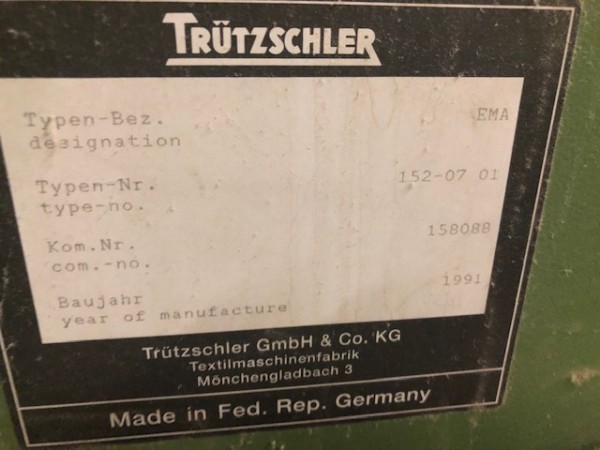 TRÜTZSCHLER
Typen-Bez. EMA
designation
Typen-Nr. 152-07 01
type-no.
Kom.Nr. 158088
com.-no.
Baujahr 1991
year of manufacture
Trützschler GmbH & Co. KG
Textilmaschinenfabrik
Mönchengladbach 3
Made in Fed. Rep. Germany